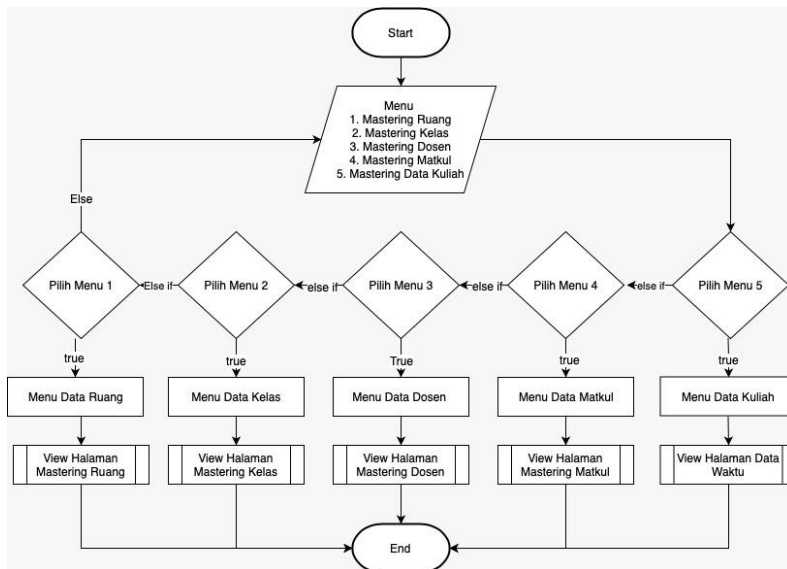 Start
Menu
1. Mastering Ruang
2. Mastering Kelas
3. Mastering Dosen
4. Mastering Matkul
5. Mastering Data Kuliah
Else
Pilih Menu 1
Else if
Pilih Menu 2
else if
Pilih Menu 3
else if
Pilih Menu 4
else if
Pilih Menu 5
true
true
True
true
true
Menu Data Ruang
Menu Data Kelas
Menu Data Dosen
Menu Data Matkul
Menu Data Kuliah
View Halaman
Mastering Ruang
View Halaman
Mastering Kelas
View Halaman
Mastering Dosen
View Halaman
Mastering Matkul
View Halaman Data
Waktu
End